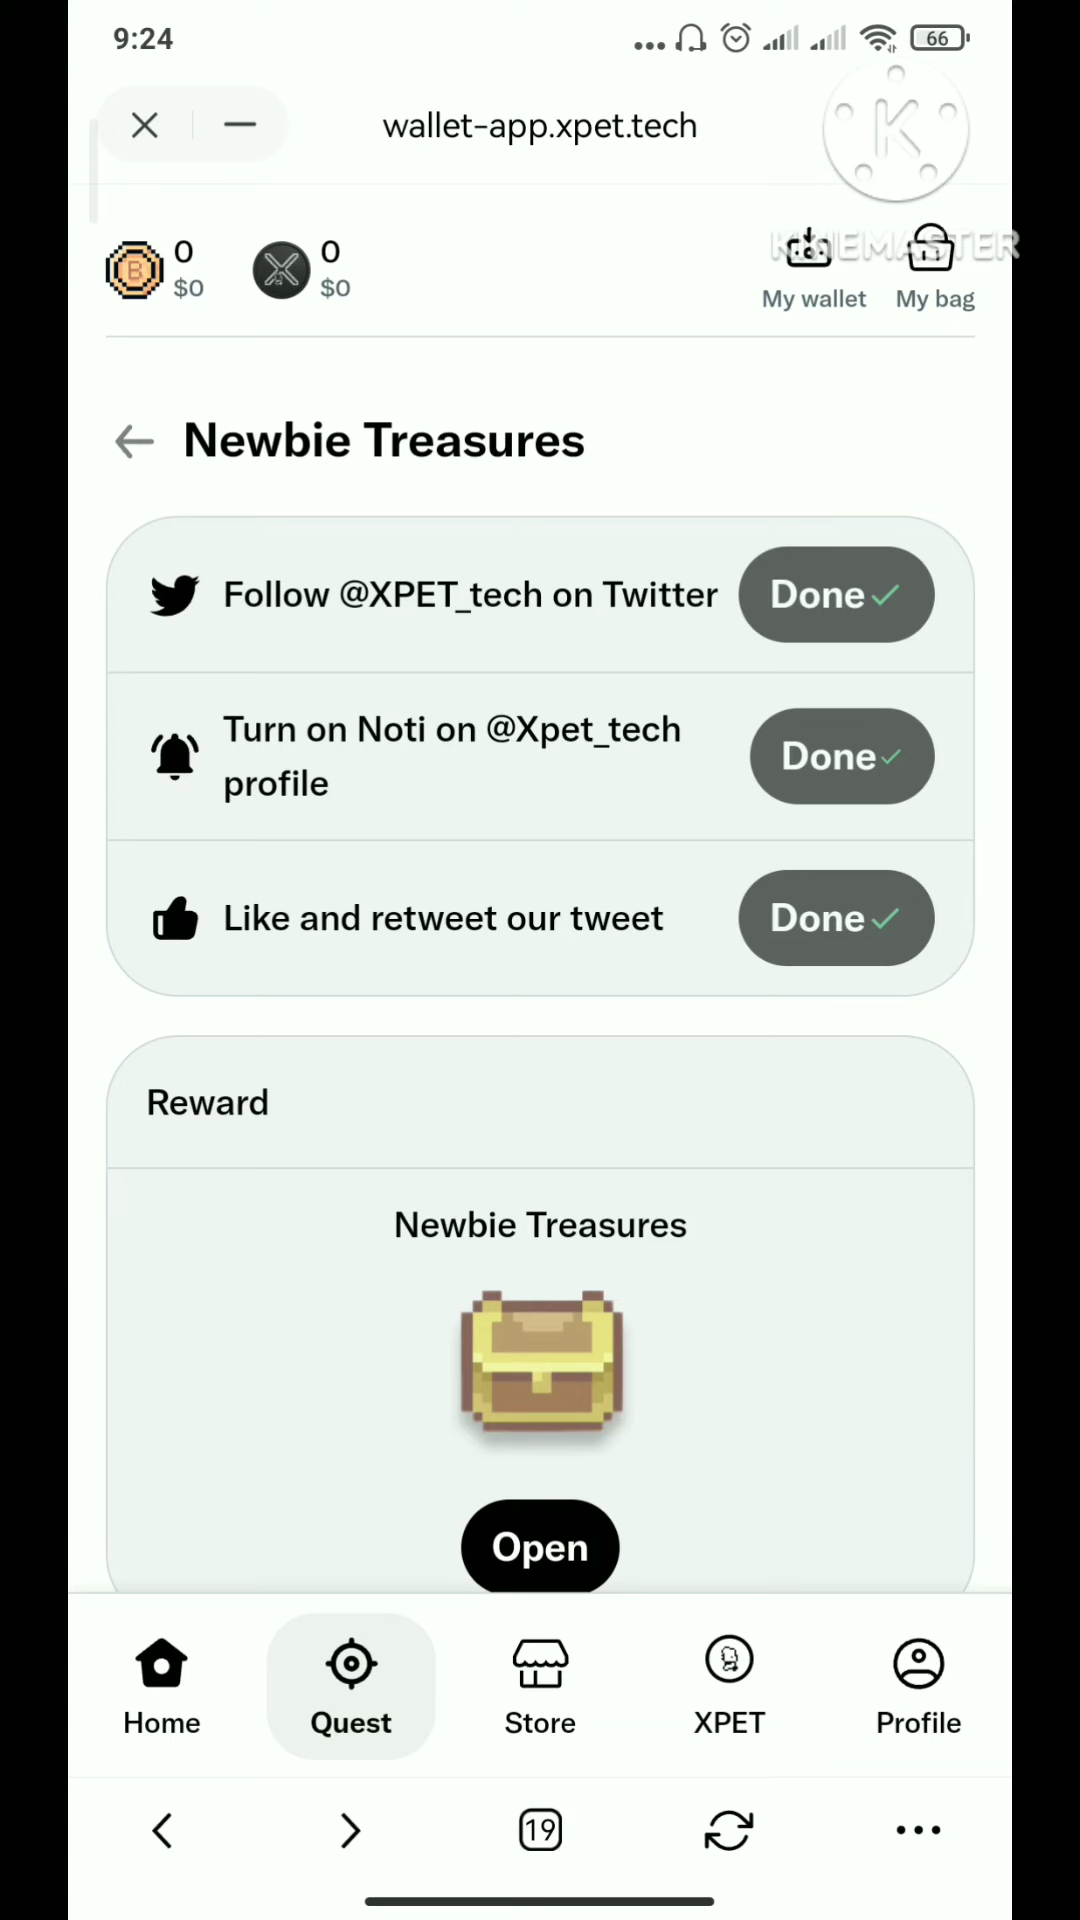 9:24
66
wallet-app.xpet.tech
K
KINEMASTER
0
$0
0
$0
My wallet
My bag
Newbie Treasures
Follow @XPET_tech on Twitter
Done
Turn on Noti on @Xpet_tech
profile
Done
Like and retweet our tweet
Done
Reward
Newbie Treasures
Open
Home
Quest
Store
XPET
Profile
19